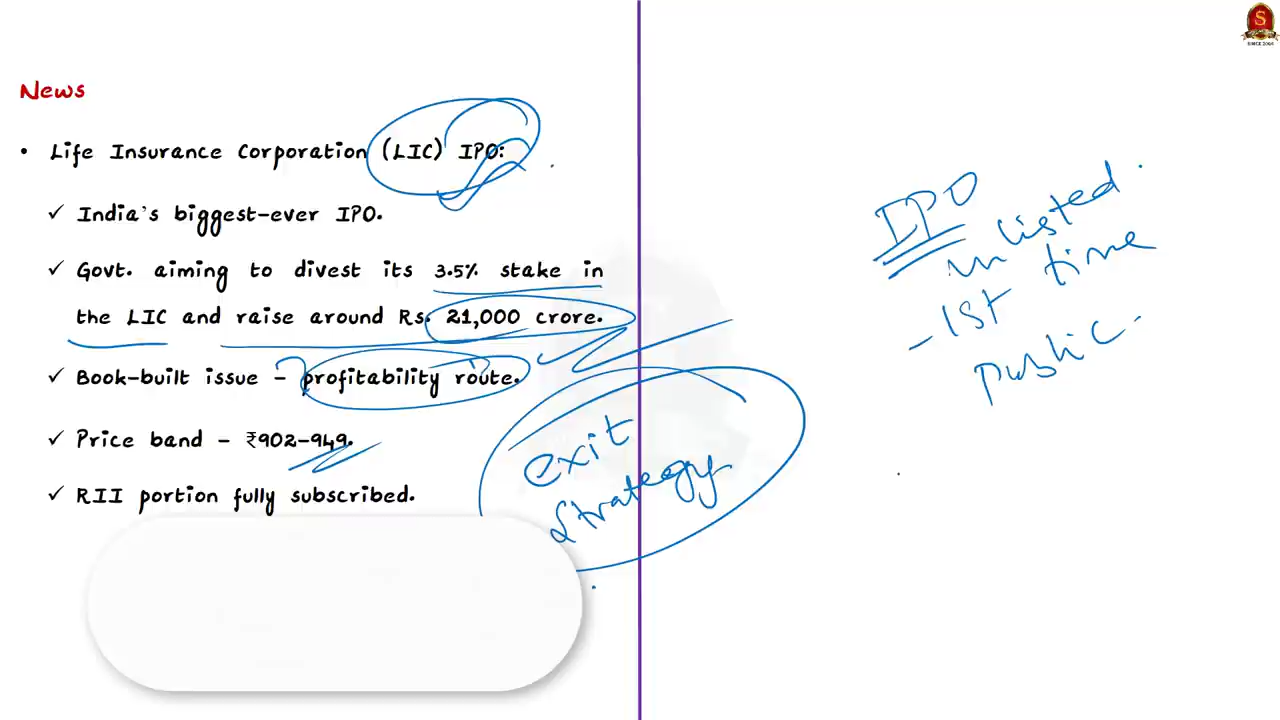 News
• Life Insurance Corporation (LIC) IPO:
✓ India's biggest-ever IPO.
✓ Govt. aiming to divest its 3.5% stake in
the LIC and raise around Rs. 21,000 crore.
✓ Book-built issue – profitability route.
✓ Price band – ₹902-949.
✓ RII portion fully subscribed.
exit
strategy
IPO
unlisted.
- 1st time
public.
S
SINCE 2004